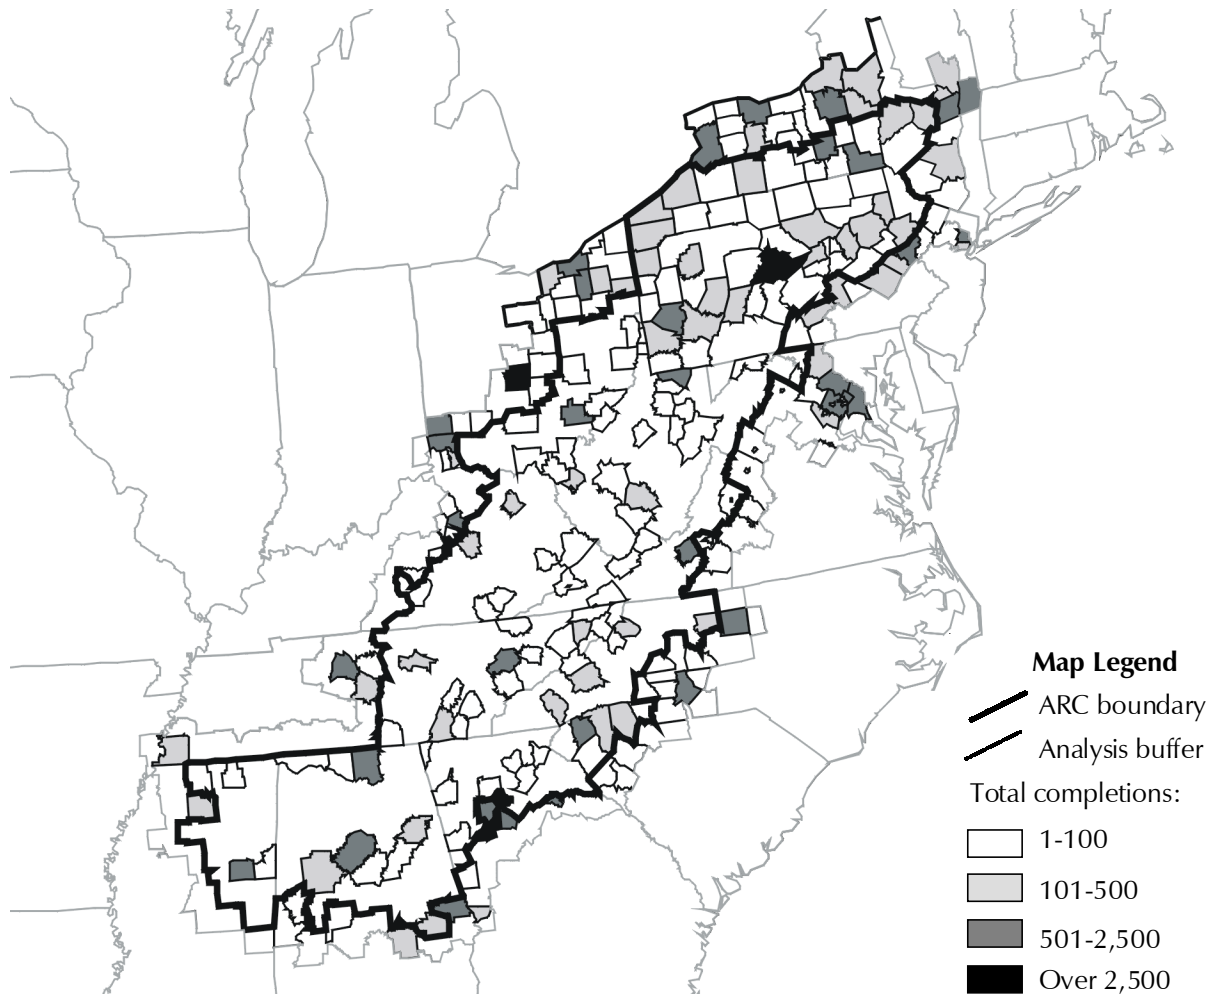 Map Legend
ARC boundary
Analysis buffer
Total completions:
1-100
101-500
501-2,500
Over 2,500